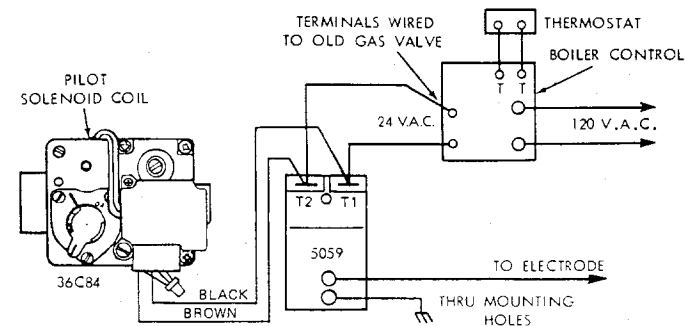 TERMINALS WIRED
TO OLD GAS VALVE
THERMOSTAT
BOILER CONTROL
PILOT
SOLENOID COIL
T T
24 V.A.C.
120 V.A.C.
T2 T1
5059
36C84
BLACK
BROWN
TO ELECTRODE
THRU MOUNTING
HOLES